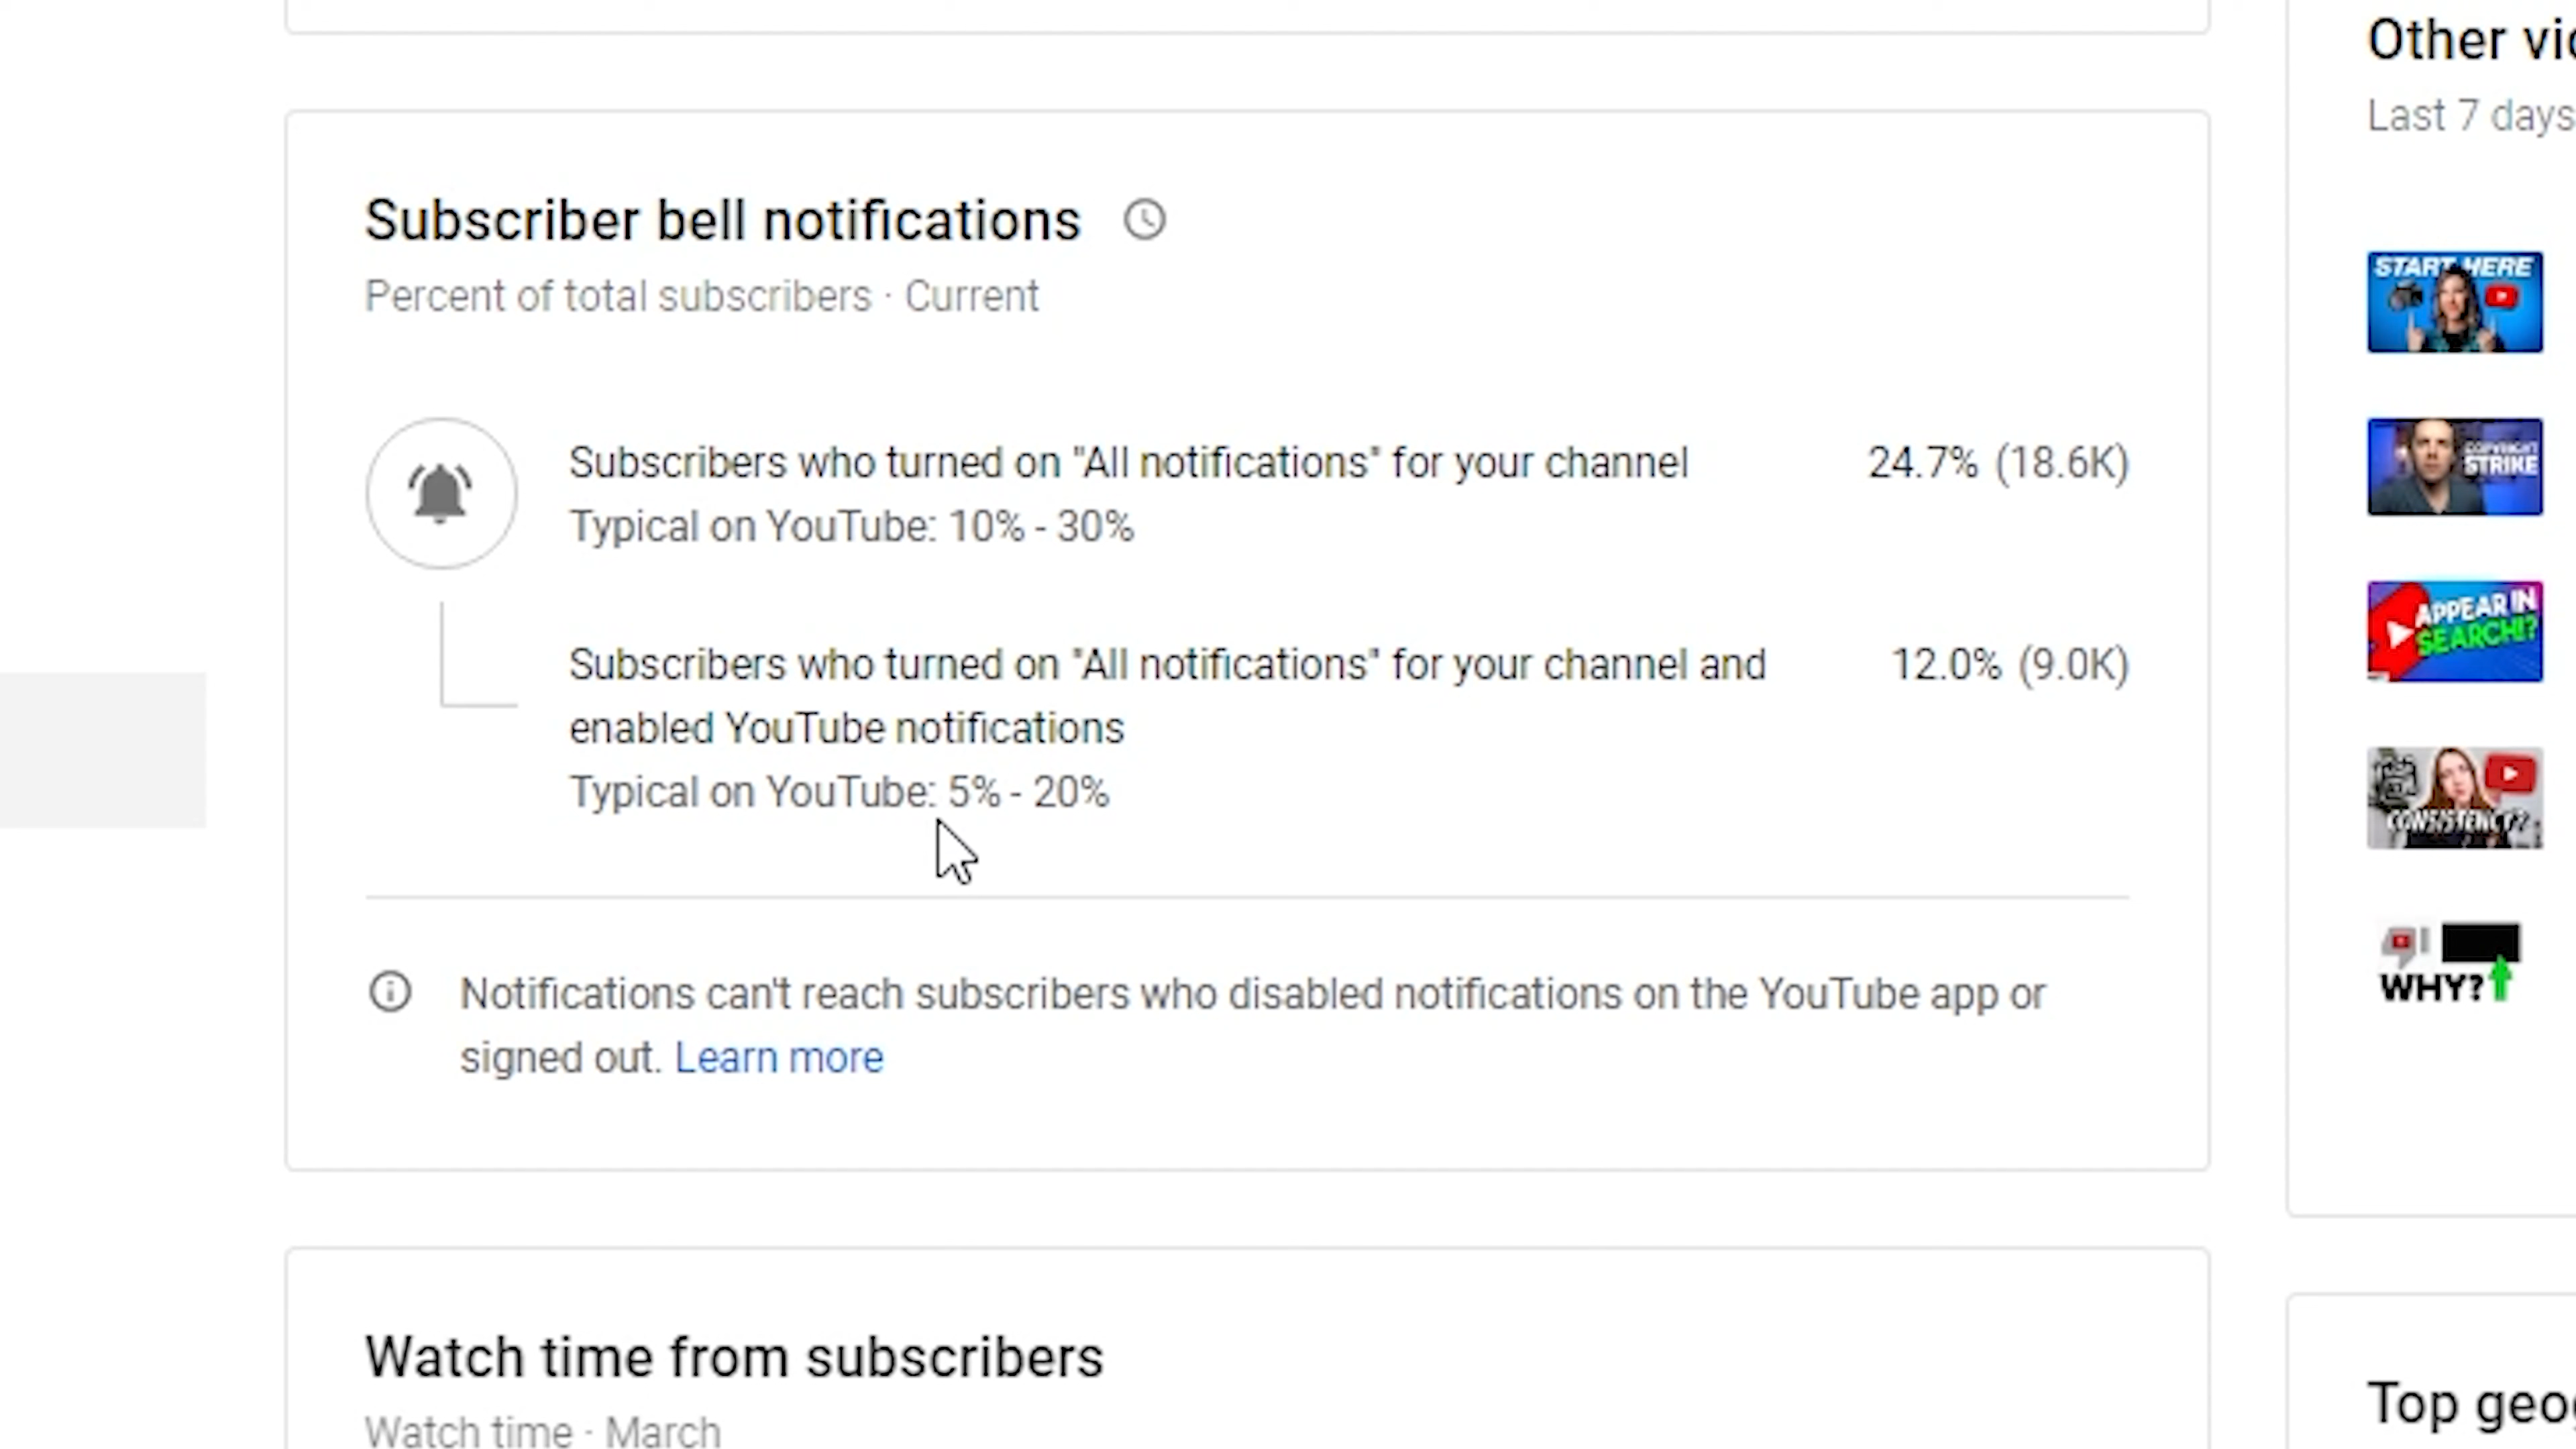 Subscriber bell notifications
Percent of total subscribers · Current
Subscribers who turned on "All notifications" for your channel 24.7% (18.6K)
Typical on YouTube: 10% - 30%
Subscribers who turned on "All notifications" for your channel and 12.0% (9.0K)
enabled YouTube notifications
Typical on YouTube: 5% - 20%
Notifications can't reach subscribers who disabled notifications on the YouTube app or
signed out. Learn more
Watch time from subscribers
Watch time · March
Other vid
Last 7 days
START HERE
COPYRIGHT
STRIKE
APPEAR IN
SEARCH!?
CONSISTENCY?
WHY?
Top geog